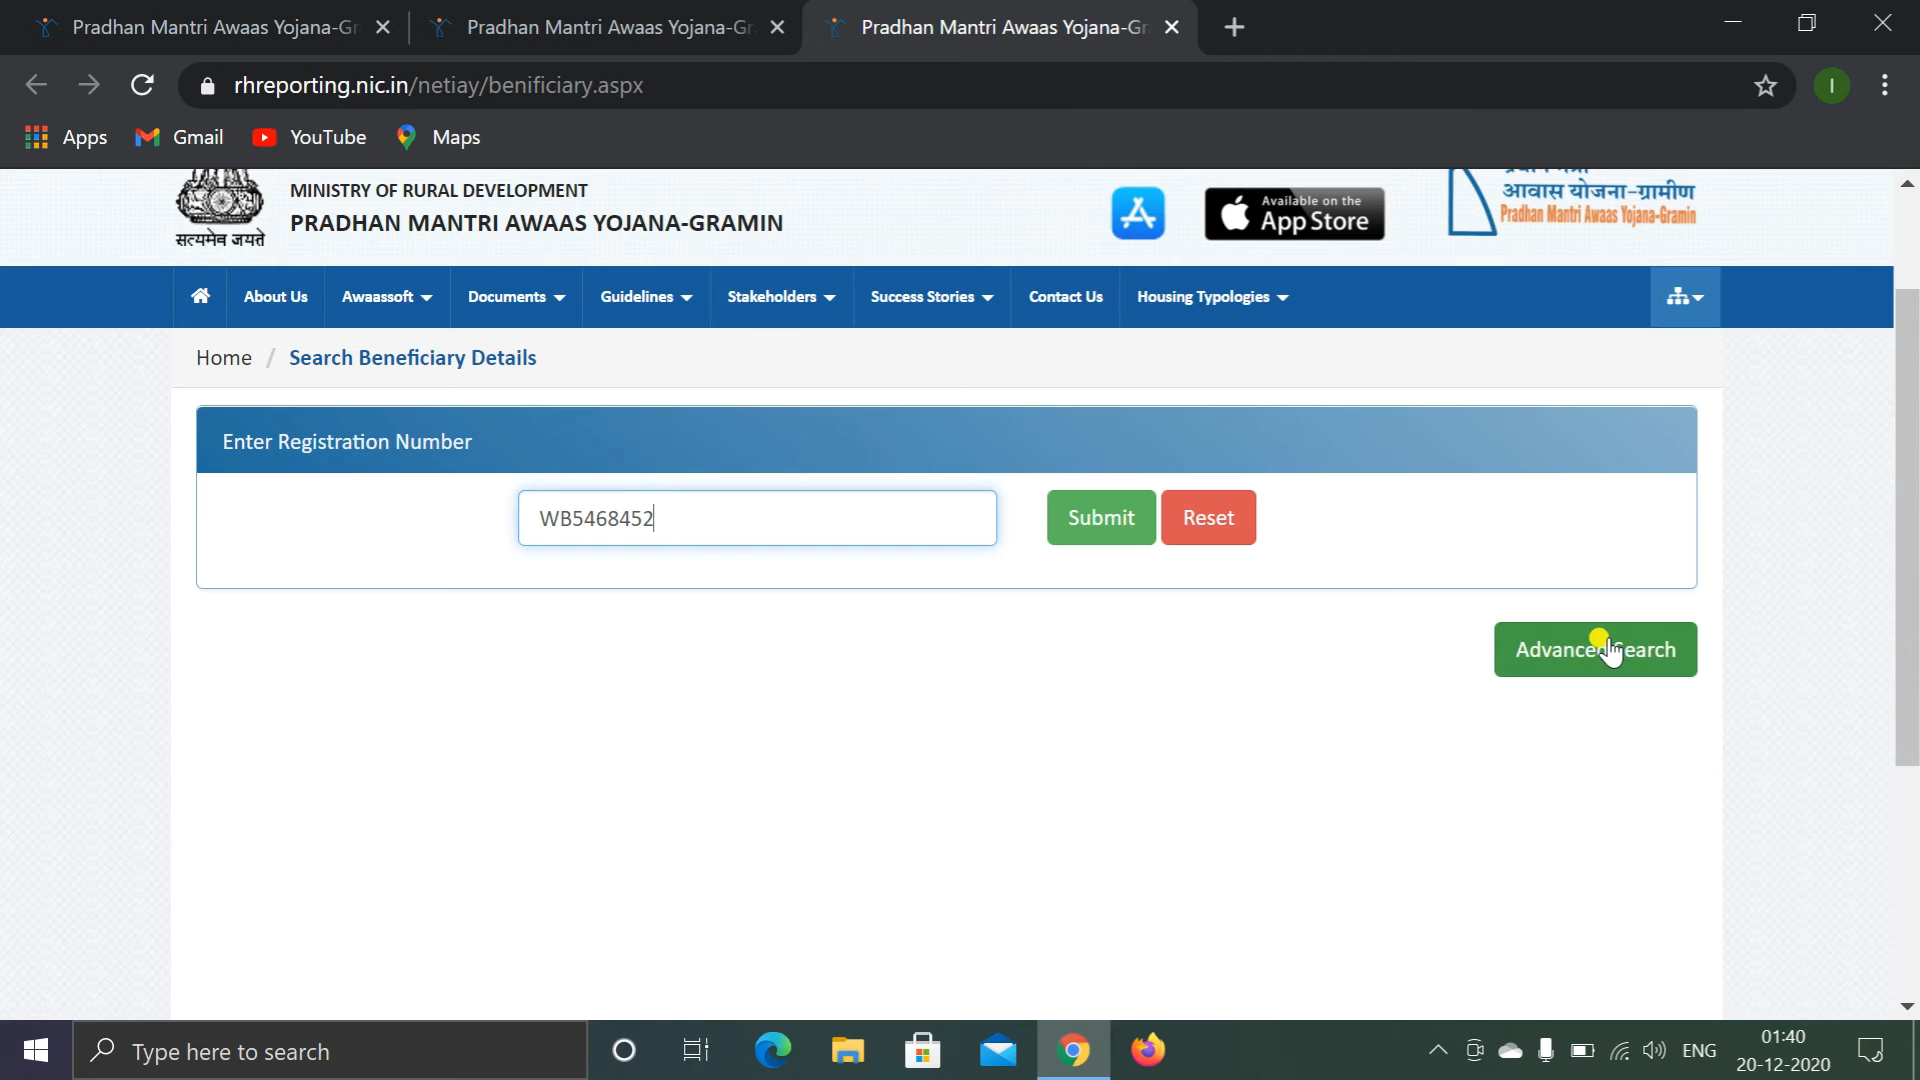 Pradhan Mantri Awaas Yojana-Gr
Pradhan Mantri Awaas Yojana-Gr
Pradhan Mantri Awaas Yojana-Gr
rhreporting.nic.in/netiay/benificiary.aspx
I
Apps
Gmail
YouTube
Maps
सत्यमेव जयते
MINISTRY OF RURAL DEVELOPMENT
PRADHAN MANTRI AWAAS YOJANA-GRAMIN
Available on the
App Store
आवास योजना-ग्रामीण
Pradhan Mantri Awaas Yojna-Gramin
About Us
Awaassoft
Documents
Guidelines
Stakeholders
Success Stories
Contact Us
Housing Typologies
Home / Search Beneficiary Details
Enter Registration Number
WB5468452
Submit
Reset
Advanced Search
Type here to search
ENG
01:40
20-12-2020